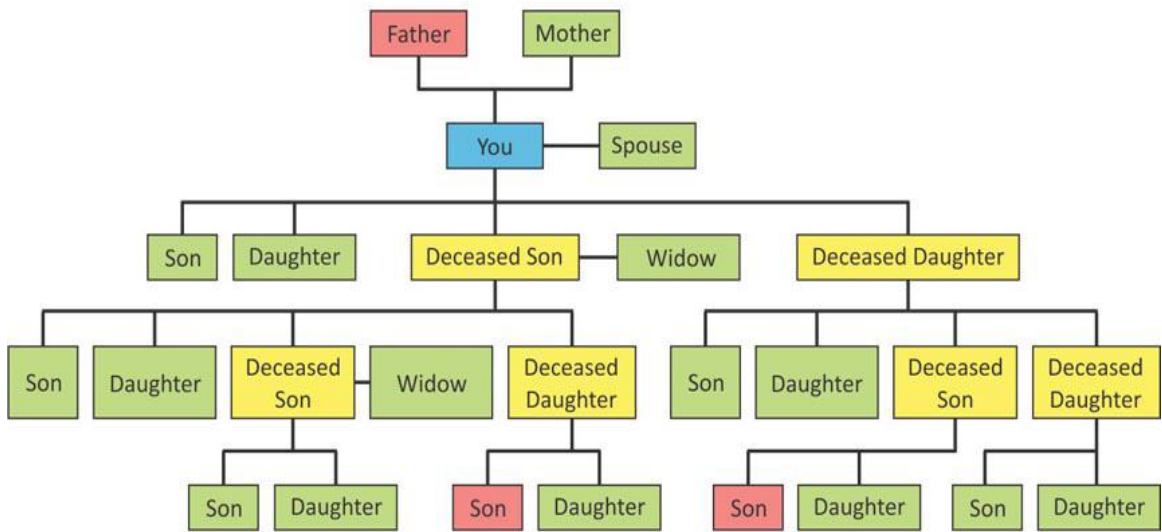 Father
Mother
You
Spouse
Son
Daughter
Deceased Son
Widow
Deceased Daughter
Son
Daughter
Deceased
Son
Widow
Deceased
Daughter
Son
Daughter
Deceased
Son
Deceased
Daughter
Son
Daughter
Son
Daughter
Son
Daughter
Son
Daughter